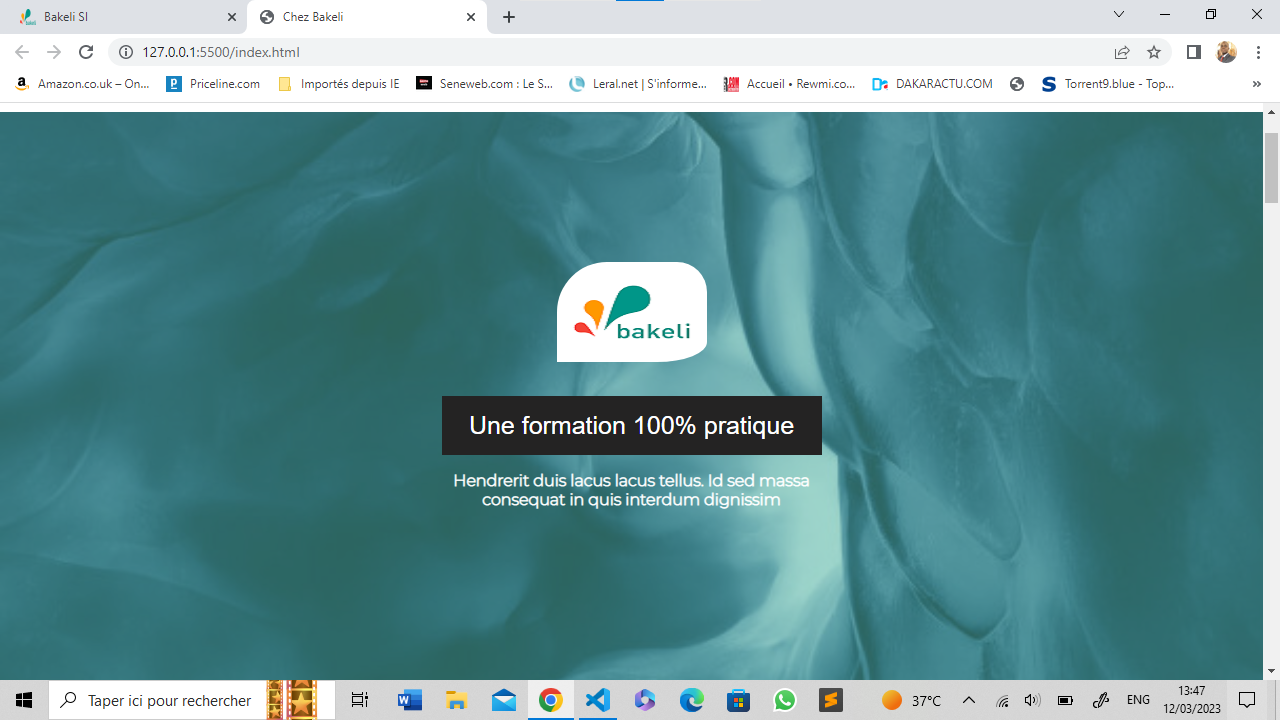 Bakeli SI
Chez Bakeli
127.0.0.1:5500/index.html
Amazon.co.uk – On...
Priceline.com
Importés depuis IE
Seneweb.com : Le S...
Leral.net | S'informe...
Accueil • Rewmi.co...
DAKARACTU.COM
Torrent9.blue - Top...
»
bakeli
Une formation 100% pratique
Hendrerit duis lacus lacus tellus. Id sed massa
consequat in quis interdum dignissim
Taper ici pour rechercher
37°C
ENG
13:47
12/03/2023